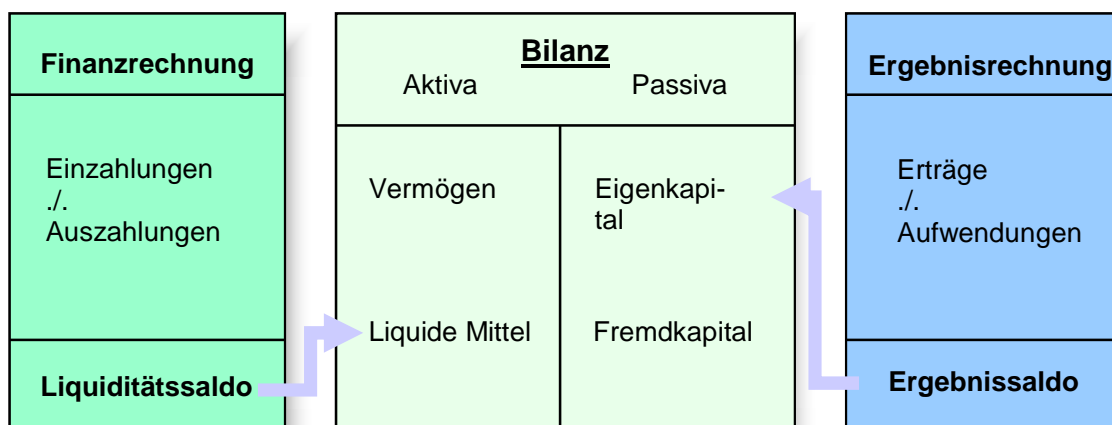 Finanzrechnung
Einzahlungen
./.
Auszahlungen
Liquiditätssaldo
Bilanz
Aktiva Passiva
Vermögen
Eigenkapi-
tal
Liquide Mittel
Fremdkapital
Ergebnisrechnung
Erträge
./.
Aufwendungen
Ergebnissaldo